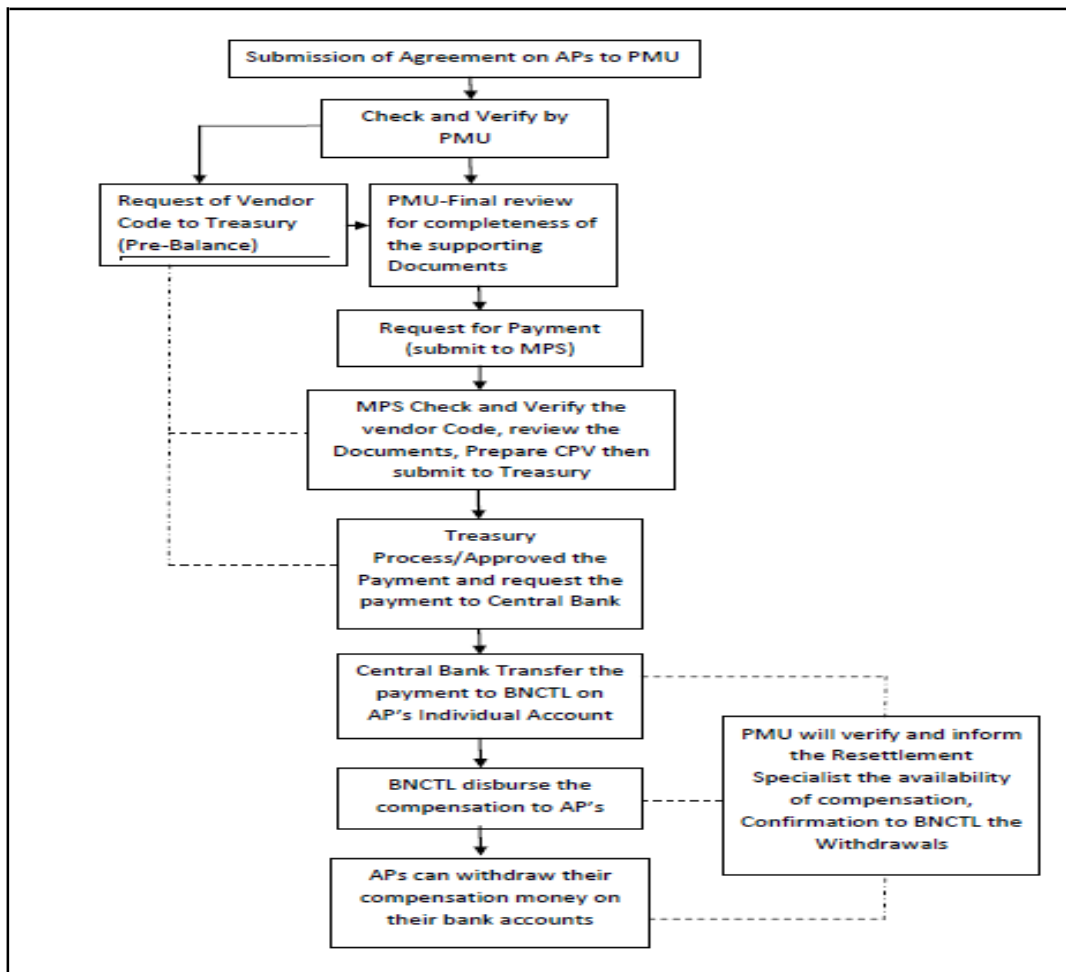 Submission of Agreement on APs to PMU
Check and Verify by
PMU
Request of Vendor
Code to Treasury
(Pre-Balance)
PMU-Final review
for completeness of
the supporting
Documents
Request for Payment
(submit to MPS)
MPS Check and Verify the
vendor Code, review the
Documents, Prepare CPV then
submit to Treasury
Treasury
Process/Approved the
Payment and request the
payment to Central Bank
Central Bank Transfer the
payment to BNCTL on
AP's Individual Account
PMU will verify and inform
the Resettlement
Specialist the availability
of compensation,
Confirmation to BNCTL the
Withdrawals
BNCTL disburse the
compensation to AP's
APs can withdraw their
compensation money on
their bank accounts